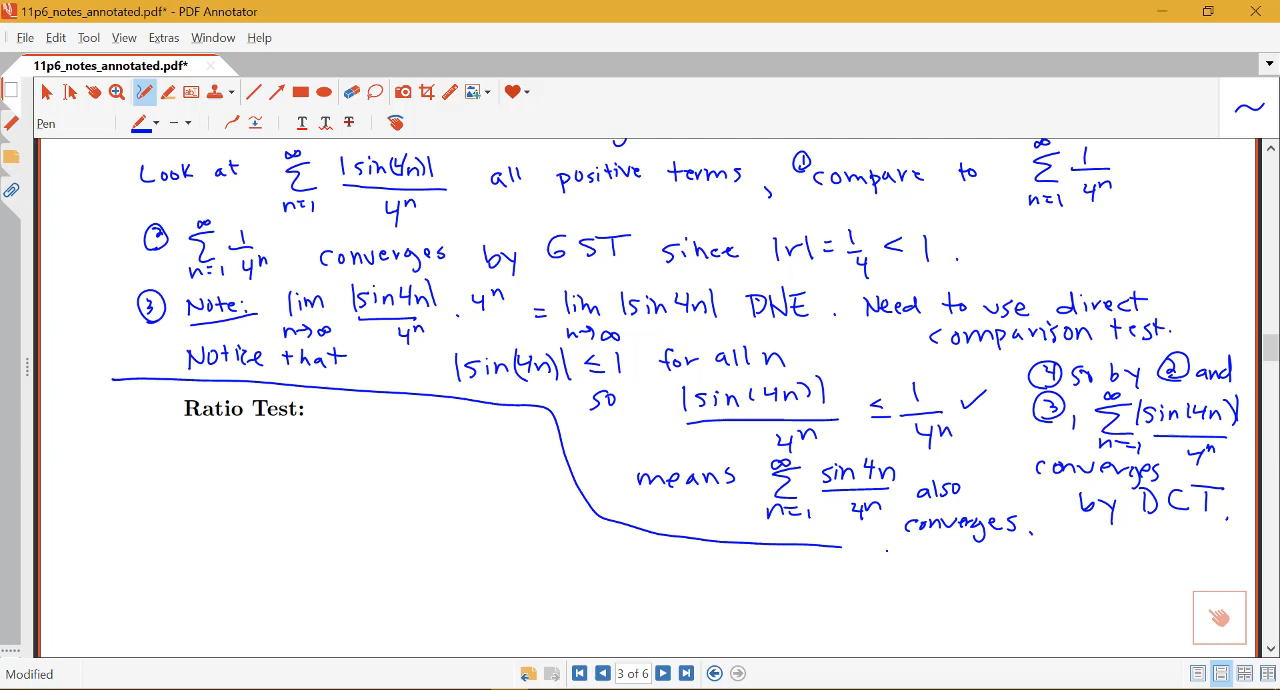 11p6_notes_annotated.pdf* - PDF Annotator
File Edit Tool View Extras Window Help
11p6_notes_annotated.pdf*
Pen
Look at ∑_{n=1}^{∞} |sin(4n)|/4^n all positive terms, ① compare to ∑_{n=1}^{∞} 1/4^n
② ∑_{n=1}^{∞} 1/4^n converges by GST since |r| = 1/4 < 1.
③ Note: lim_{n→∞} |sin4n|/4^n · 4^n = lim_{n→∞} |sin 4n| DNE. Need to use direct
comparison test.
Notice that |sin(4n)| ≤ 1 for all n
so |sin(4n)|/4^n ≤ 1/4^n ✓
④ so by ② and
③, ∑_{n=1}^{∞} |sin(4n)|/4^n
converges
by DCT.
means ∑_{n=1}^{∞} sin4n/4^n also
converges.
Ratio Test:
Modified
3 of 6